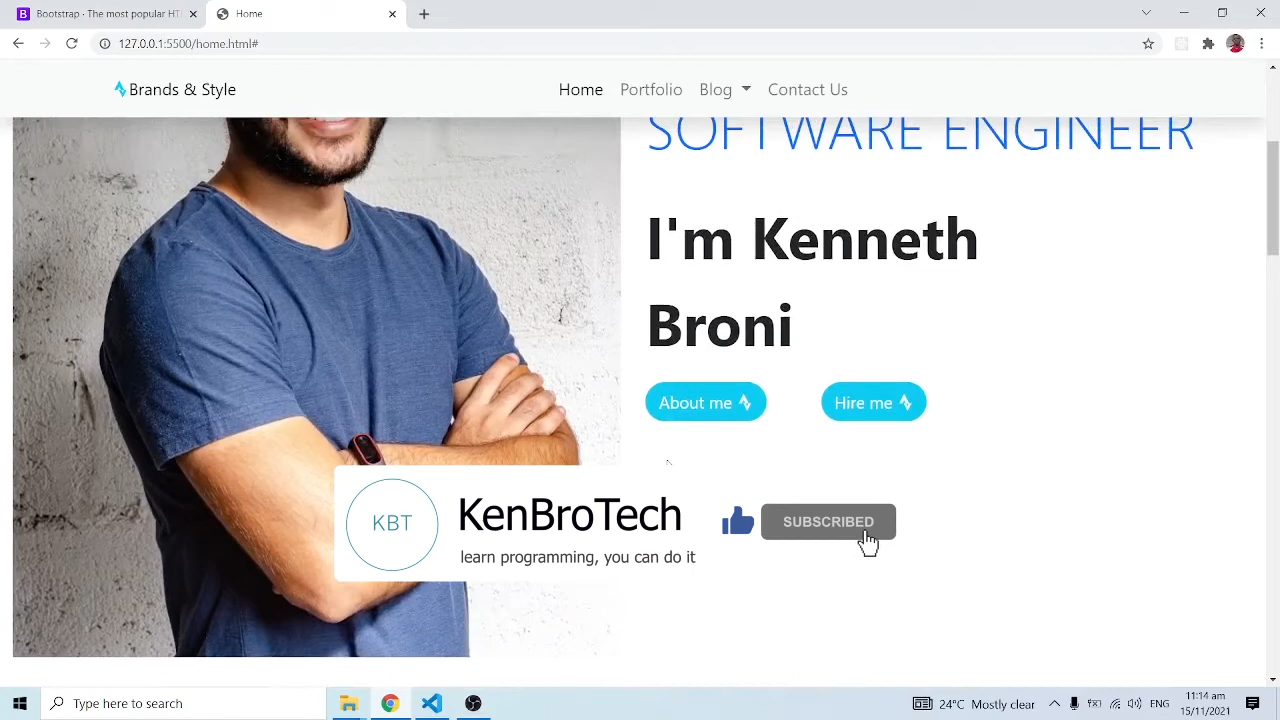 Bootstrap · The most popular HT
Home
127.0.0.1:5500/home.html#
Brands & Style
Home
Portfolio
Blog
Contact Us
SOFTWARE ENGINEER
I'm Kenneth
Broni
About me
Hire me
KBT
KenBroTech
learn programming, you can do it
SUBSCRIBED
Type here to search
24°C Mostly clear
ENG
11:14 am
15/11/2021